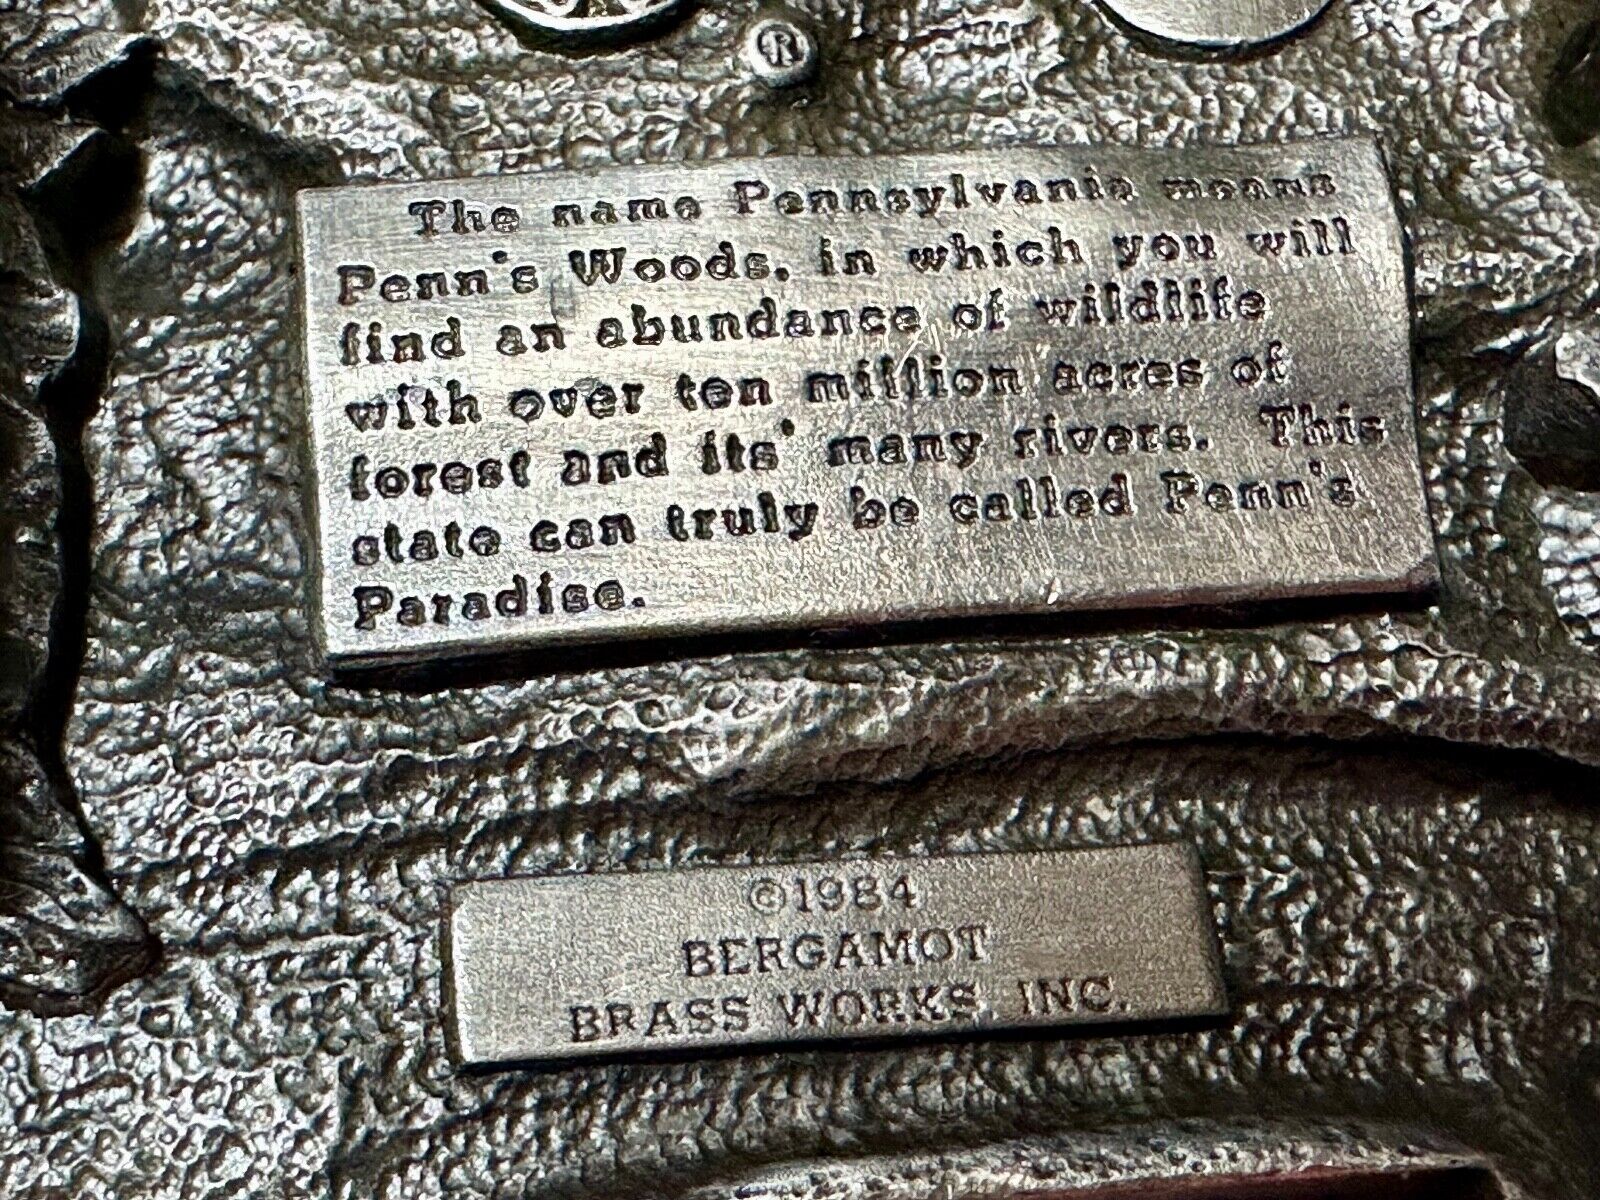 ®
The name Pennsylvania means
Penn's Woods, in which you will
find an abundance of wildlife
with over ten million acres of
forest and its' many rivers. This
state can truly be called Penn's
Paradise.
©1984
BERGAMOT
BRASS WORKS INC.